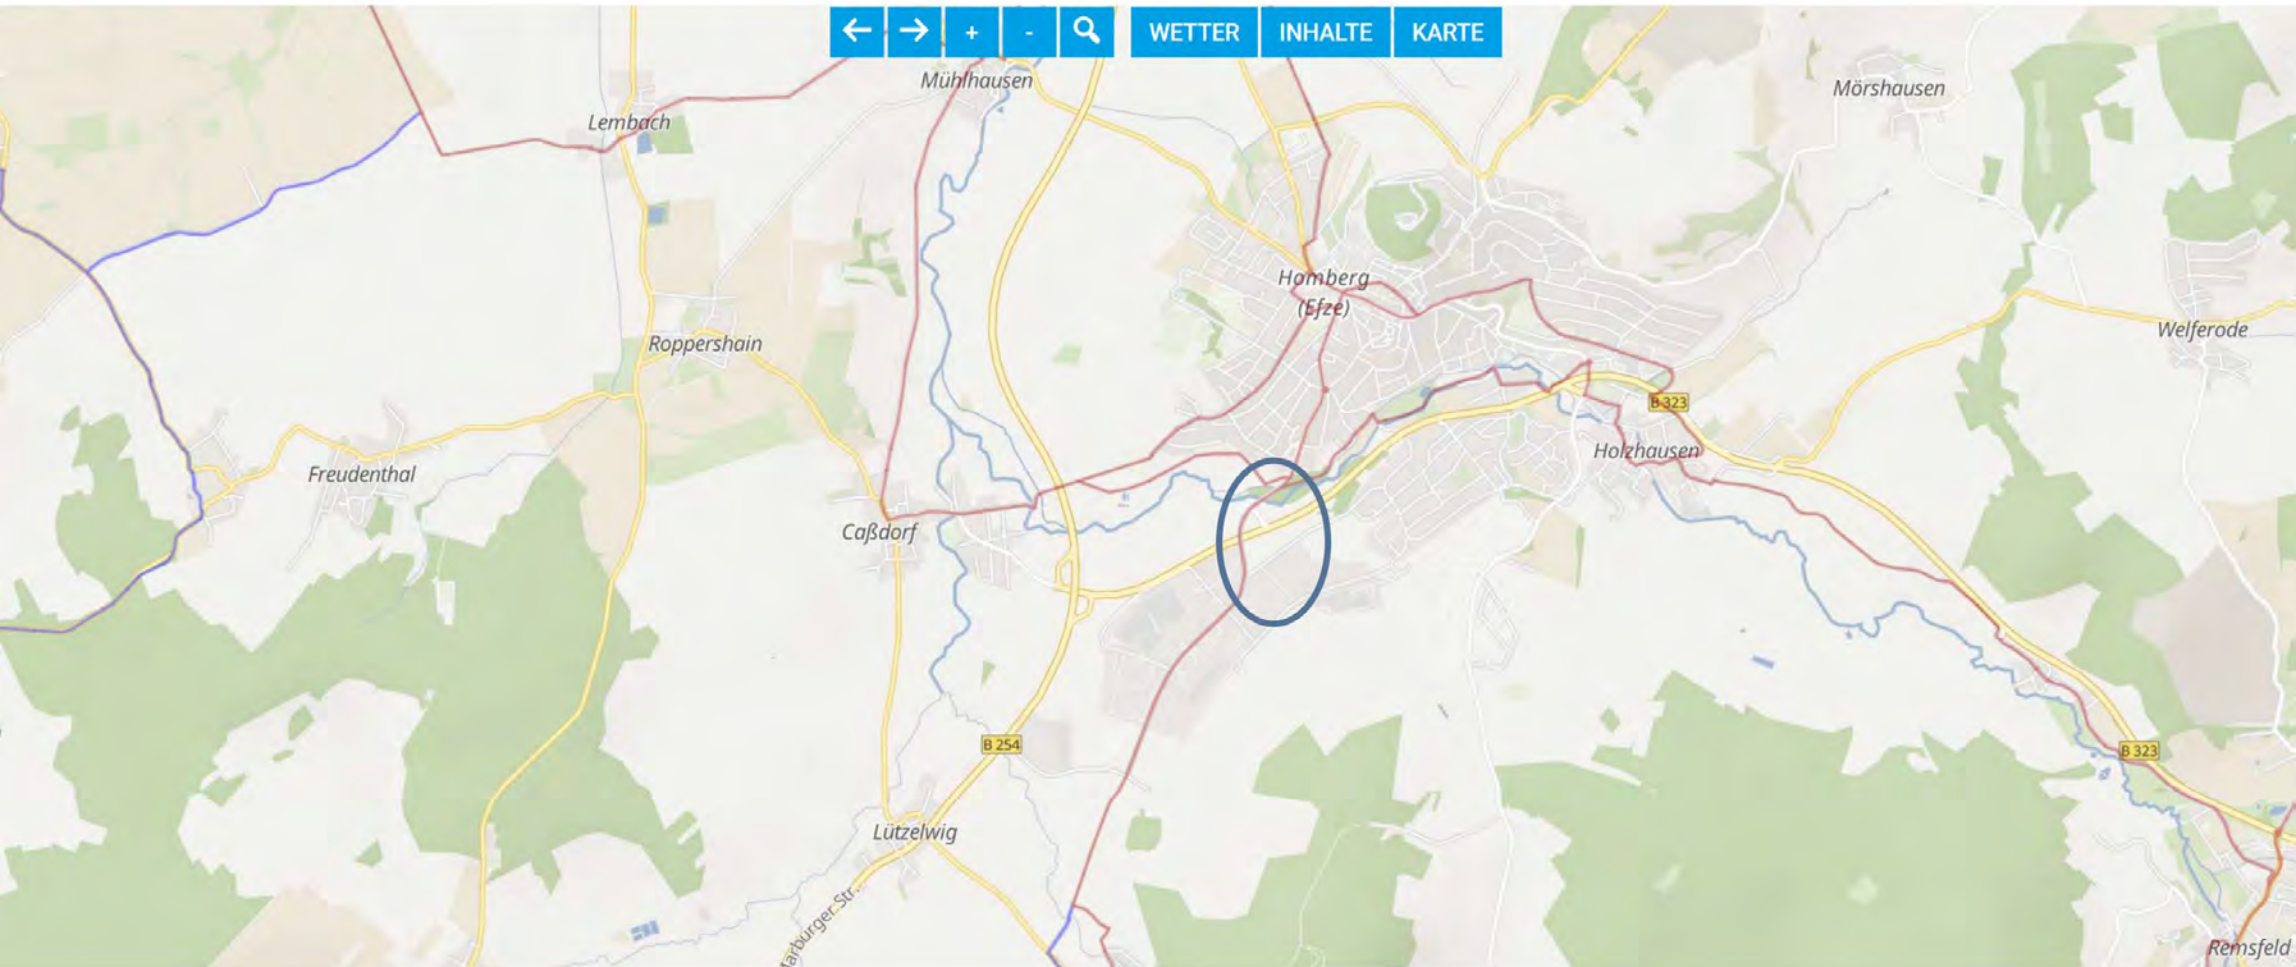 +
-
WETTER
INHALTE
KARTE
Mühlhausen
Mörshausen
Lembach
Homberg
(Efze)
Roppershain
Welferode
B 323
Holzhausen
Freudenthal
Caßdorf
B 254
B 323
Lützelwig
Marburger Str.
Remsfeld